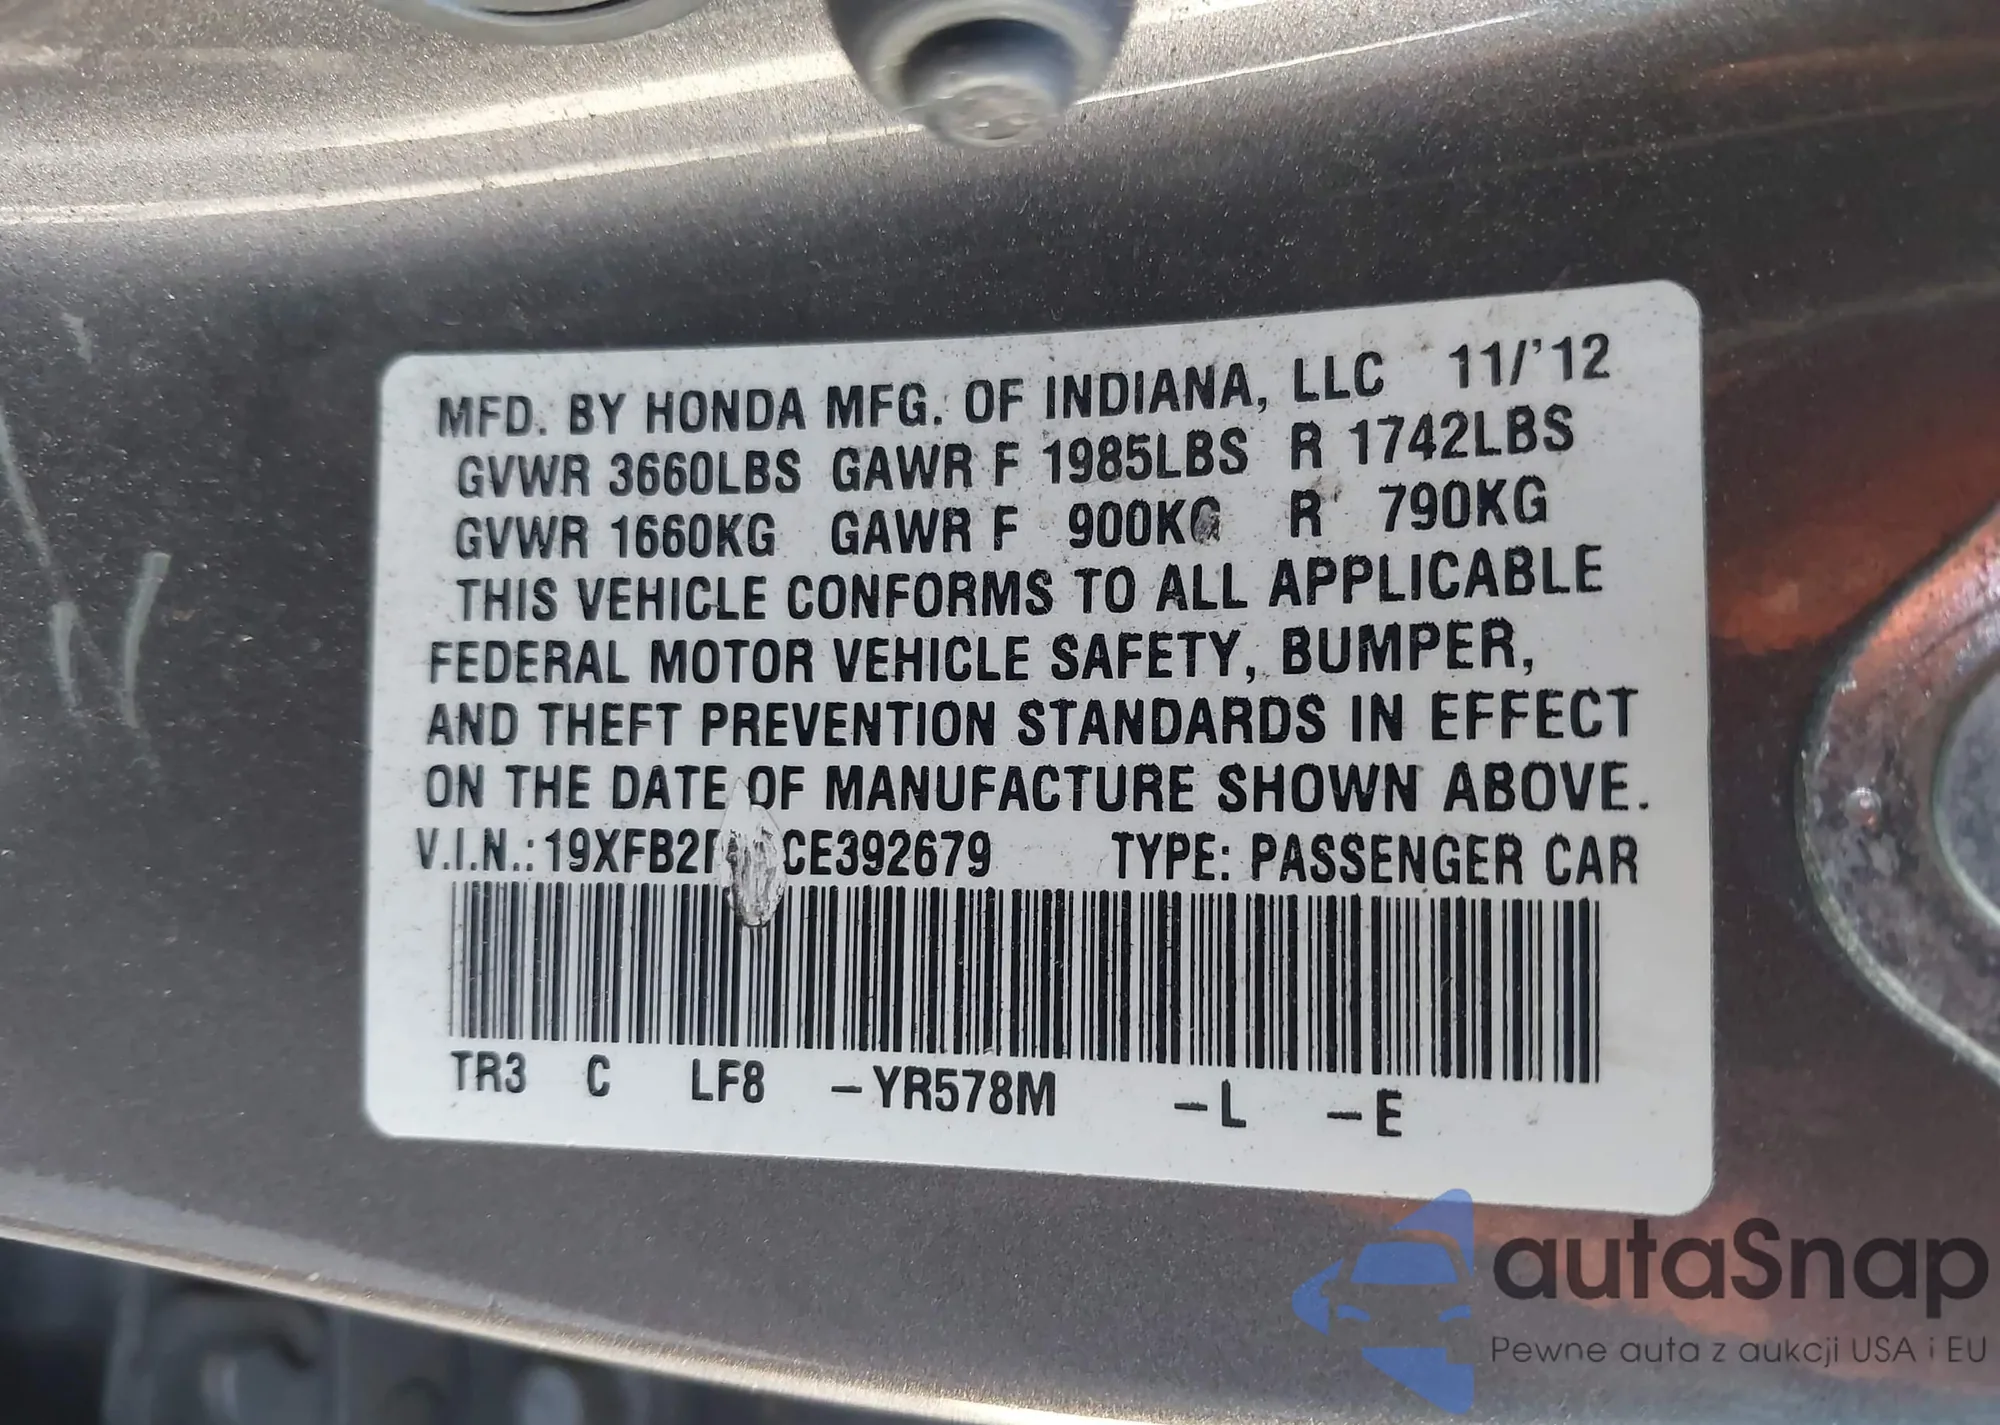 MFD. BY HONDA MFG. OF INDIANA, LLC 11/'12
GVWR 3660LBS GAWR F 1985LBS R 1742LBS
GVWR 1660KG GAWR F 900KG R 790KG
THIS VEHICLE CONFORMS TO ALL APPLICABLE
FEDERAL MOTOR VEHICLE SAFETY, BUMPER,
AND THEFT PREVENTION STANDARDS IN EFFECT
ON THE DATE OF MANUFACTURE SHOWN ABOVE.
V.I.N.: TYPE: PASSENGER CAR
TR3 C LF8 -YR578M -L -E
autaSnap
Pewne auta z aukcji USA i EU